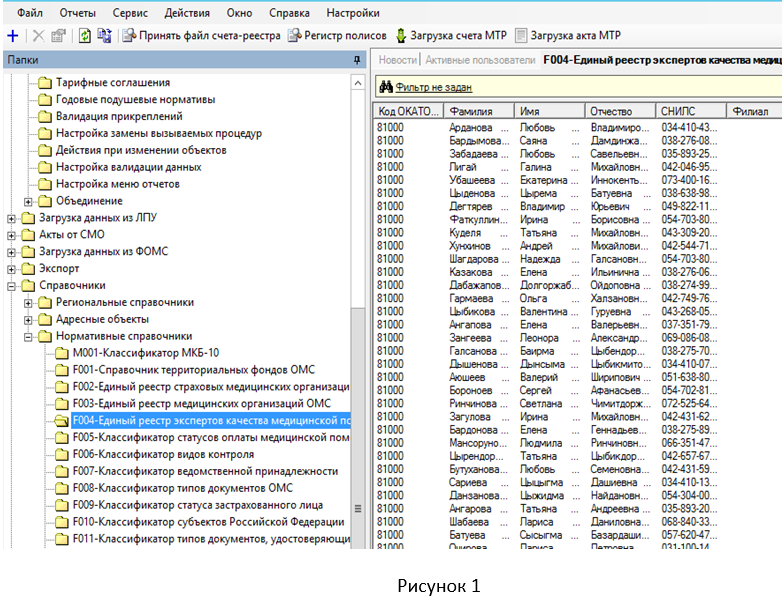 Файл Отчеты Сервис Действия Окно Справка Настройки
Принять файл счета-реестра Регистр полисов Загрузка счета МТР Загрузка акта МТР
Папки
Тарифные соглашения
Годовые подушевые нормативы
Валидация прикреплений
Настройка замены вызываемых процедур
Действия при изменении объектов
Настройка валидации данных
Настройка меню отчетов
Объединение
Загрузка данных из ЛПУ
Акты от СМО
Загрузка данных из ФОМС
Экспорт
Справочники
Региональные справочники
Адресные объекты
Нормативные справочники
M001-Классификатор МКБ-10
F001-Справочник территориальных фондов ОМС
F002-Единый реестр страховых медицинских организаци
F003-Единый реестр медицинских организаций ОМС
F004-Единый реестр экспертов качества медицинской по
F005-Классификатор статусов оплаты медицинской пом
F006-Классификатор видов контроля
F007-Классификатор ведомственной принадлежности
F008-Классификатор типов документов ОМС
F009-Классификатор статуса застрахованного лица
F010-Классификатор субъектов Российской Федерации
F011-Классификатор типов документов, удостоверяющи
Новости Активные пользователи F004-Единый реестр экспертов качества медиц
Фильтр не задан
Код ОКАТО... Фамилия Имя Отчество СНИЛС Филиал
81000 Арданова ... Любовь ... Владимиро... 034-410-43...
81000 Бардымова... Саяна ... Дамдинжа... 038-276-08...
81000 Забадаева ... Любовь ... Савельевн... 035-893-25...
81000 Лигай ... Галина ... Михайловн... 042-046-95...
81000 Убашеева ... Екатерина ... Иннокенть... 073-400-16...
81000 Цыденова ... Цырема ... Батуевна ... 038-638-98...
81000 Дегтярев ... Владимир ... Юрьевич ... 049-822-11...
81000 Фаткуллин... Ирина ... Борисовна ... 054-703-80...
81000 Куделя ... Татьяна ... Михайловн... 043-309-20...
81000 Хунхинов ... Андрей ... Михайлови... 042-544-71...
81000 Шагдарова ... Надежда ... Галсановн... 054-703-80...
81000 Казакова ... Елена ... Ильинична ... 038-276-06...
81000 Дабажапов... Долгоржаб... Ойдоповна ... 038-274-99...
81000 Гармаева ... Ольга ... Халзановн... 042-749-76...
81000 Цыбикова ... Валентина ... Гуруевна ... 043-268-05...
81000 Ангапова ... Елена ... Валерьевн... 037-351-79...
81000 Зангеева ... Леонора ... Александр... 069-086-08...
81000 Галсанова ... Баирма ... Цыбендор... 038-275-70...
81000 Дышенова ... Дынсыма ... Цыбикмито... 034-410-07...
81000 Аюшеев ... Валерий ... Ширипович ... 051-638-80...
81000 Бороноев ... Сергей ... Афанасьев... 054-702-81...
81000 Ринчинова ... Светлана ... Чимитдорж... 072-525-64...
81000 Загулова ... Ирина ... Михайловн... 042-431-62...
81000 Бардонова ... Елена ... Геннадьев... 038-275-89...
81000 Мансоруно... Людмила ... Ринчиновн... 066-351-47...
81000 Цырендор... Татьяна ... Цыбикдор... 042-657-67...
81000 Бутуханова... Любовь ... Семеновна... 042-431-59...
81000 Сариева ... Цыцыгма ... Дашиевна ... 034-410-13...
81000 Данзанова... Цыжидма ... Найдановн... 054-304-00...
81000 Ангарова ... Татьяна ... Андреевна ... 035-893-20...
81000 Шабаева ... Лариса ... Даниловна... 068-840-33...
81000 Батуева ... Сысыгма ... Базардаши... 057-620-47...
81000 Очирова ... Лариса ... Петровна ... 031-100-14...
Рисунок 1